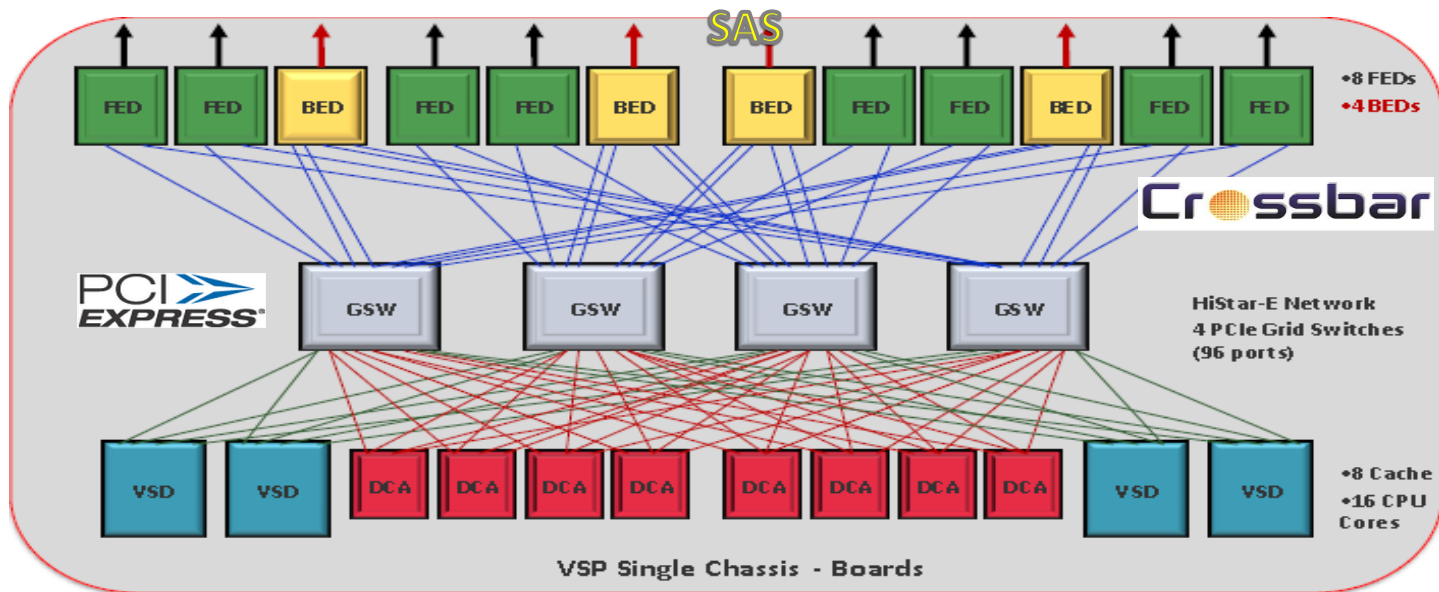 SAS
FED
FED
BED
FED
FED
BED
BED
FED
FED
BED
FED
FED
•8 FEDs
•4 BEDs
Crossbar
PCI
EXPRESS®
GSW
GSW
GSW
GSW
HiStar-E Network
4 PCIe Grid Switches
(96 ports)
VSD
VSD
DCA
DCA
DCA
DCA
DCA
DCA
DCA
DCA
VSD
VSD
•8 Cache
•16 CPU
Cores
VSP Single Chassis - Boards